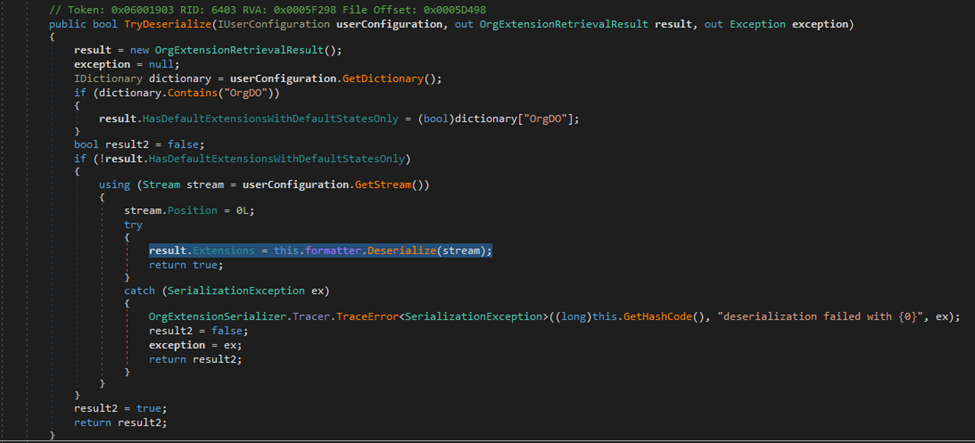 // Token: 0x06001903 RID: 6403 RVA: 0x0005F298 File Offset: 0x0005D498
public bool TryDeserialize(IUserConfiguration userConfiguration, out OrgExtensionRetrievalResult result, out Exception exception)
{
result = new OrgExtensionRetrievalResult();
exception = null;
IDictionary dictionary = userConfiguration.GetDictionary();
if (dictionary.Contains("OrgDO"))
{
result.HasDefaultExtensionsWithDefaultStatesOnly = (bool)dictionary["OrgDO"];
}
bool result2 = false;
if (!result.HasDefaultExtensionsWithDefaultStatesOnly)
{
using (Stream stream = userConfiguration.GetStream())
{
stream.Position = 0L;
try
{
result.Extensions = this.formatter.Deserialize(stream);
return true;
}
catch (SerializationException ex)
{
OrgExtensionSerializer.Tracer.TraceError<SerializationException>((long)this.GetHashCode(), "deserialization failed with {0}", ex);
result2 = false;
exception = ex;
return result2;
}
}
}
result2 = true;
return result2;
}